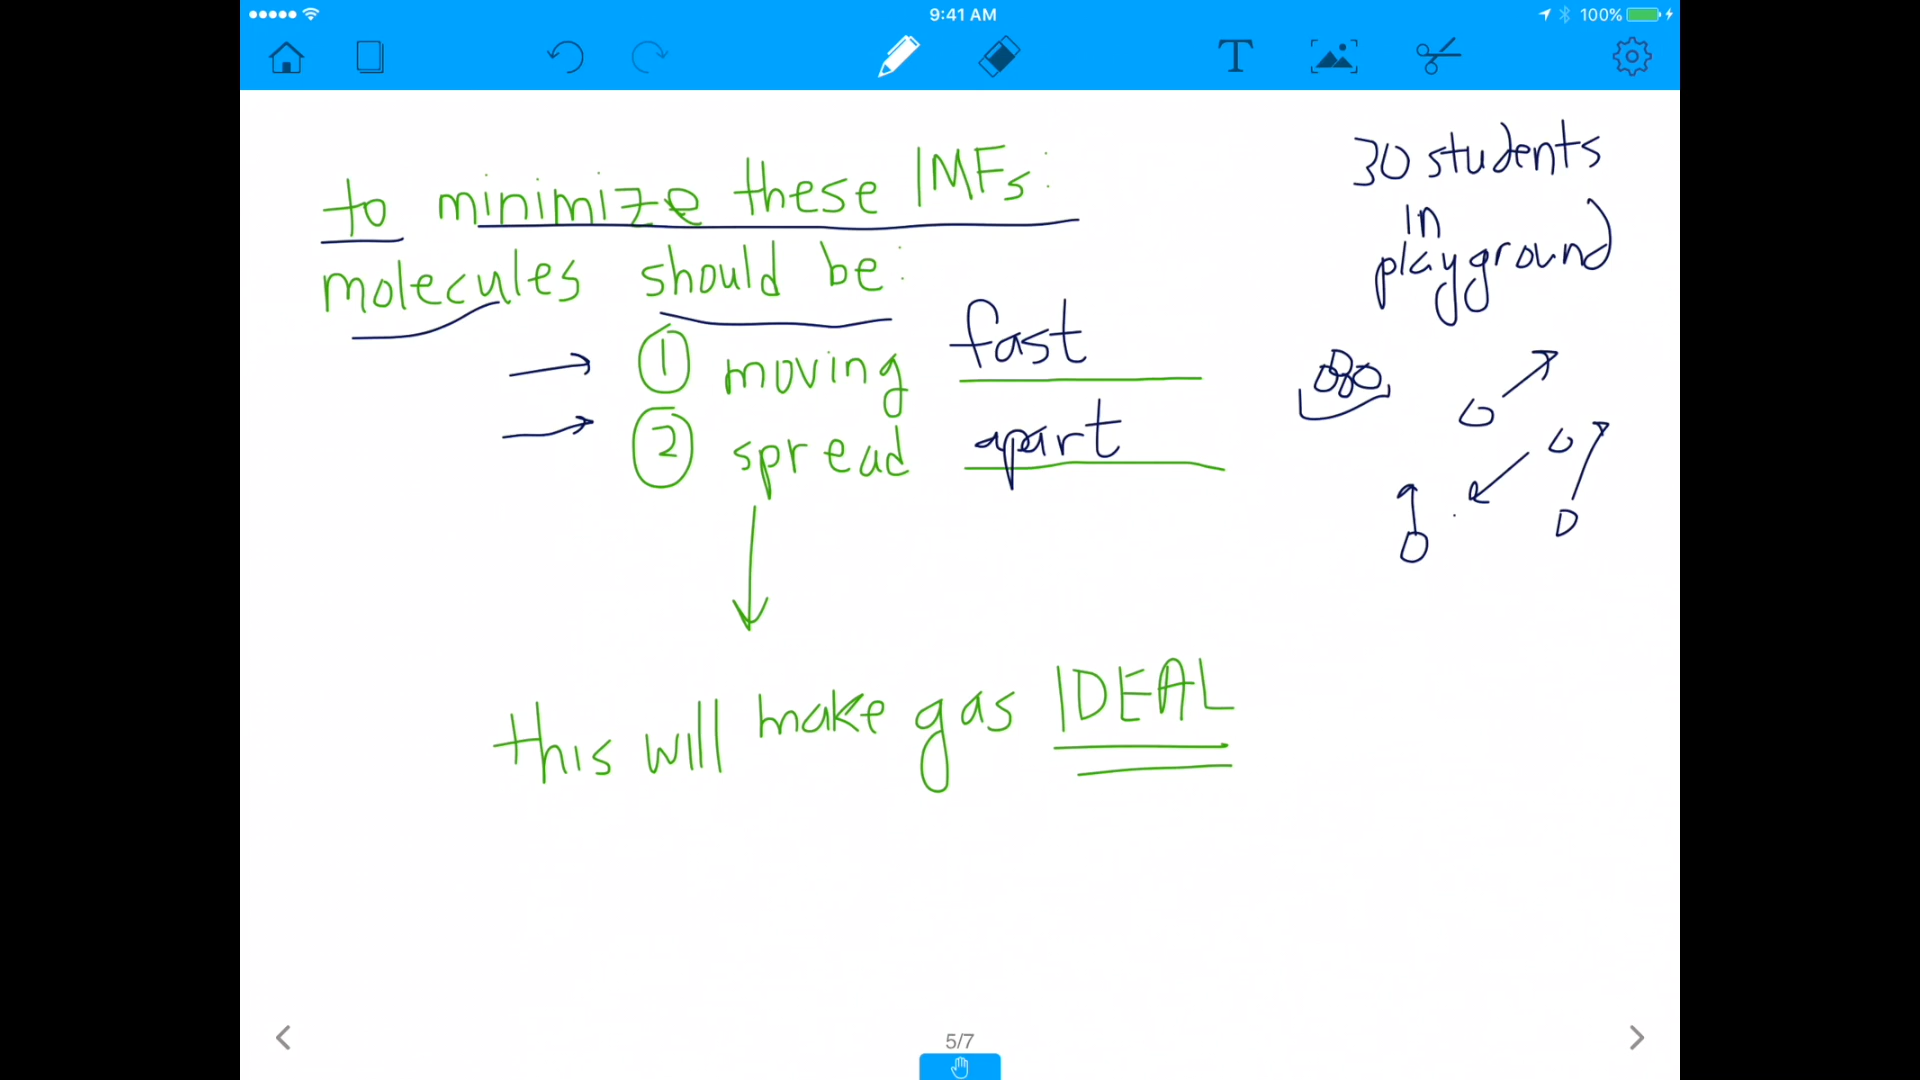 9:41 AM
100%
T
to minimize these IMFs:
molecules should be:
1 moving fast
2 spread apart
this will make gas IDEAL
30 students
in
playground
5/7